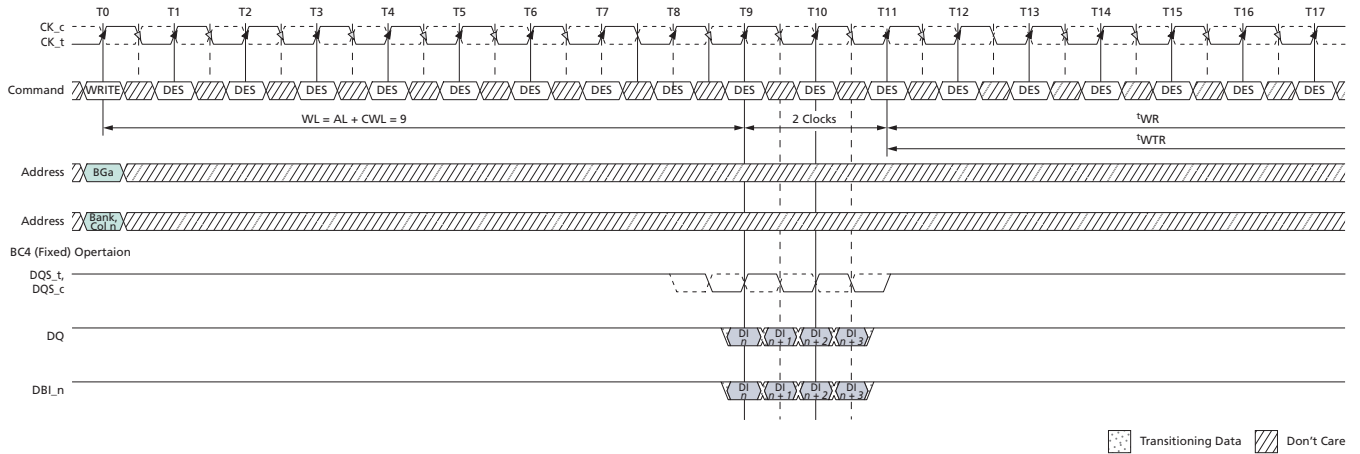 T0 T1 T2 T3 T4 T5 T6 T7 T8 T9 T10 T11 T12 T13 T14 T15 T16 T17
CK_c
CK_t
Command WRITE DES DES DES DES DES DES DES DES DES DES DES DES DES DES DES DES DES
WL = AL + CWL = 9 2 Clocks tWR
tWTR
Address BGa
Address Bank, Col n
BC4 (Fixed) Opertaion
DQS_t,
DQS_c
DQ DI n DI n + 1 DI n + 2 DI n + 3
DBI_n DI n DI n + 1 DI n + 2 DI n + 3
Transitioning Data Don't Care